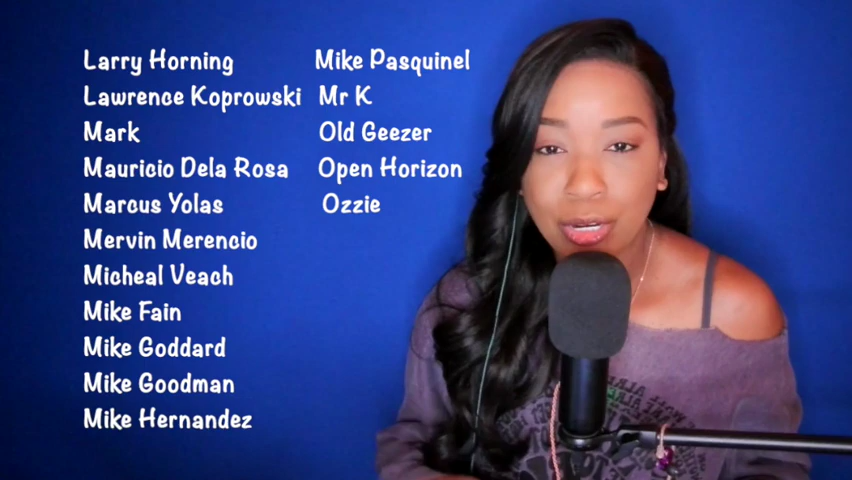 Larry Horning
Lawrence Koprowski
Mark
Mauricio Dela Rosa
Marcus Yolas
Mervin Merencio
Micheal Veach
Mike Fain
Mike Goddard
Mike Goodman
Mike Hernandez
Mike Pasquinel
Mr K
Old Geezer
Open Horizon
Ozzie